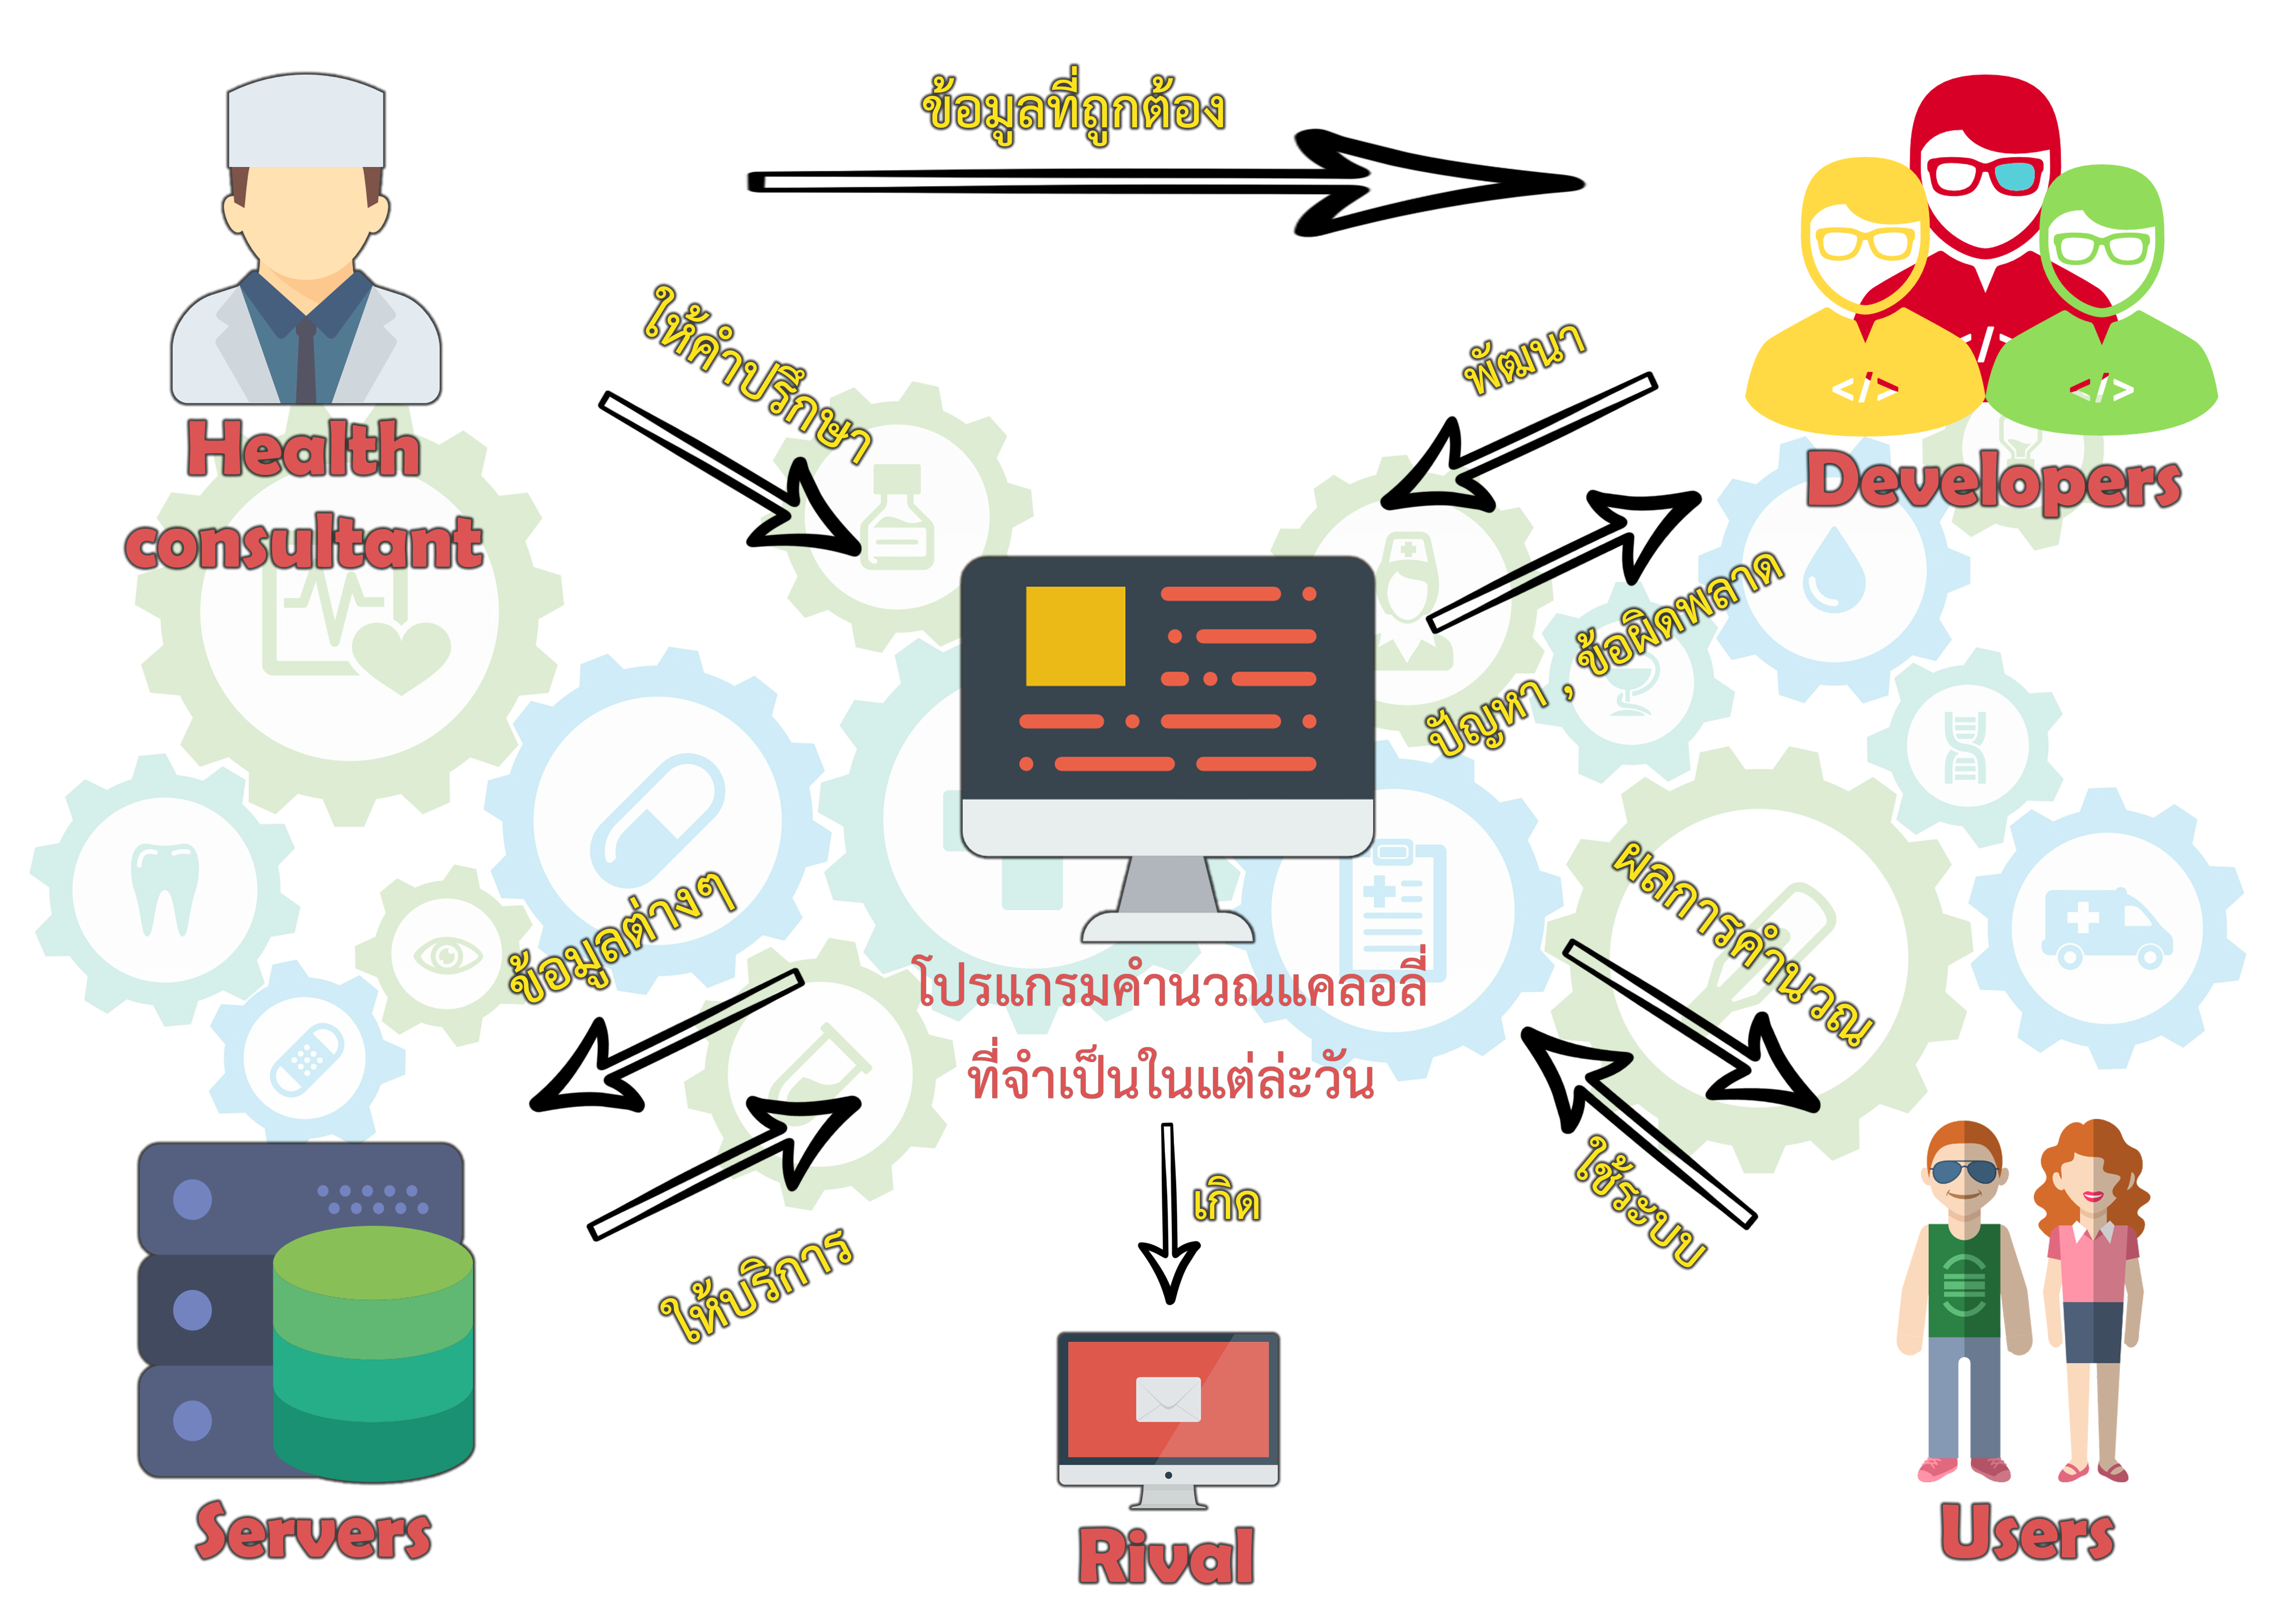 ข้อมูลที่ถูกต้อง
ให้คำปรึกษา
พัฒนา
Health
consultant
Developers
ปัญหา , ข้อผิดพลาด
ข้อมูลต่างๆ
ผลการคำนวณ
โปรแกรมคำนวณแคลอลี่
ที่จำเป็นในแต่ล่ะวัน
เกิด
ใช้ระบบ
ให้บริการ
Servers
Rival
Users